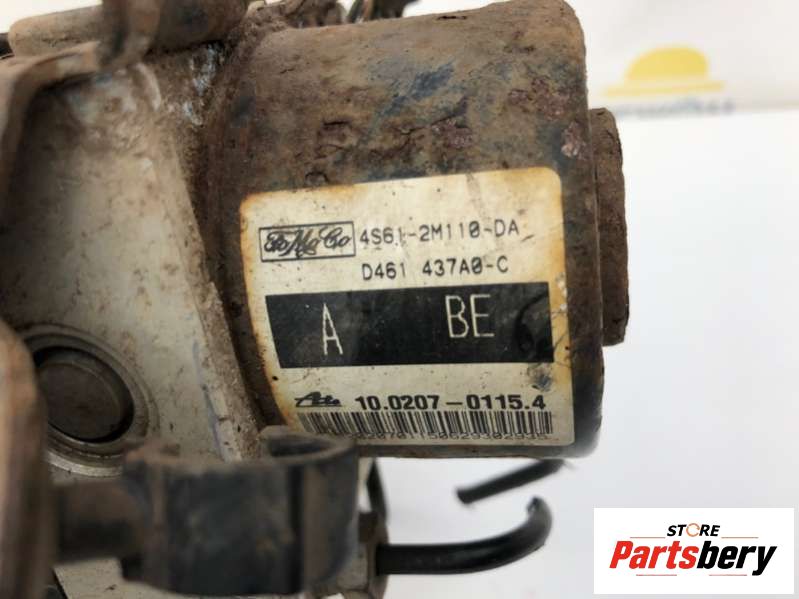 FoMoCo 4S61-2M110-DA
D461 437A0-C
A BE
Ate 10.0207-0115.4
STORE
Partsbery